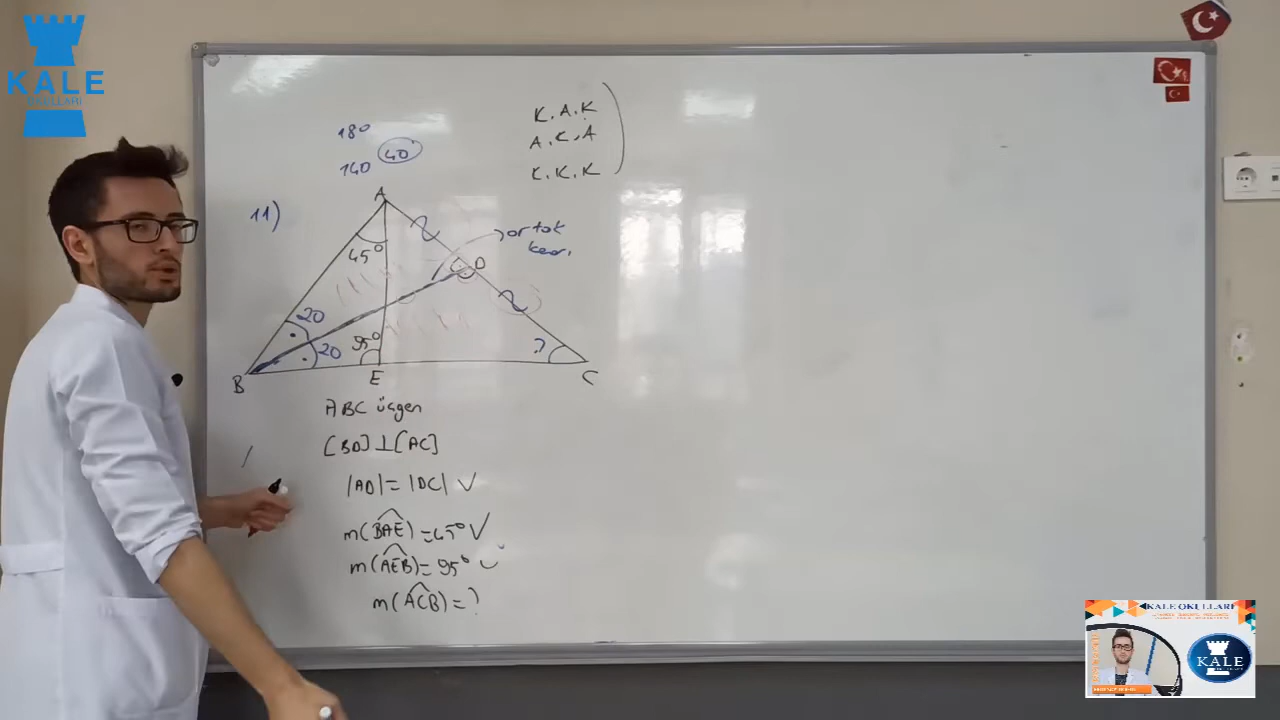 KALE
OKULLARI
180
140
40
K.A.K
A.K.A
K.K.K
11)
A
ortak
45°
D
20
20
95°
?
B
E
C
ABC üçgen
[BD]⊥[AC]
|AD|=|DC| ✓
m(BAE)=45° ✓
m(AEB)=95°
m(ACB)=?
KALE OKULLARI
KALE